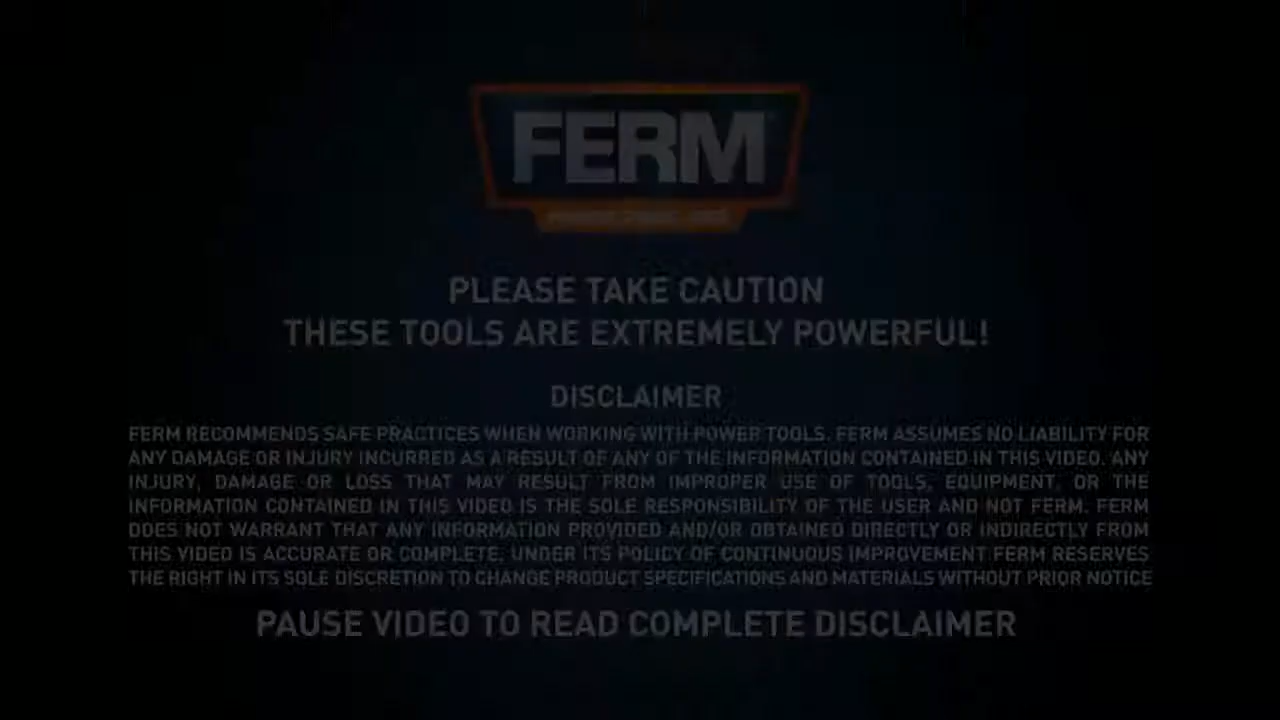 FERM
PLEASE TAKE CAUTION
THESE TOOLS ARE EXTREMELY POWERFUL!
DISCLAIMER
FERM RECOMMENDS SAFE PRACTICES WHEN WORKING WITH POWER TOOLS. FERM ASSUMES NO LIABILITY FOR
ANY DAMAGE OR INJURY INCURRED AS A RESULT OF ANY OF THE INFORMATION CONTAINED IN THIS VIDEO. ANY
INJURY, DAMAGE OR LOSS THAT MAY RESULT FROM IMPROPER USE OF TOOLS, EQUIPMENT, OR THE
INFORMATION CONTAINED IN THIS VIDEO IS THE SOLE RESPONSIBILITY OF THE USER AND NOT FERM. FERM
DOES NOT WARRANT THAT ANY INFORMATION PROVIDED AND/OR OBTAINED DIRECTLY OR INDIRECTLY FROM
THIS VIDEO IS ACCURATE OR COMPLETE. UNDER ITS POLICY OF CONTINUOUS IMPROVEMENT FERM RESERVES
THE RIGHT IN ITS SOLE DISCRETION TO CHANGE PRODUCT SPECIFICATIONS AND MATERIALS WITHOUT PRIOR NOTICE
PAUSE VIDEO TO READ COMPLETE DISCLAIMER